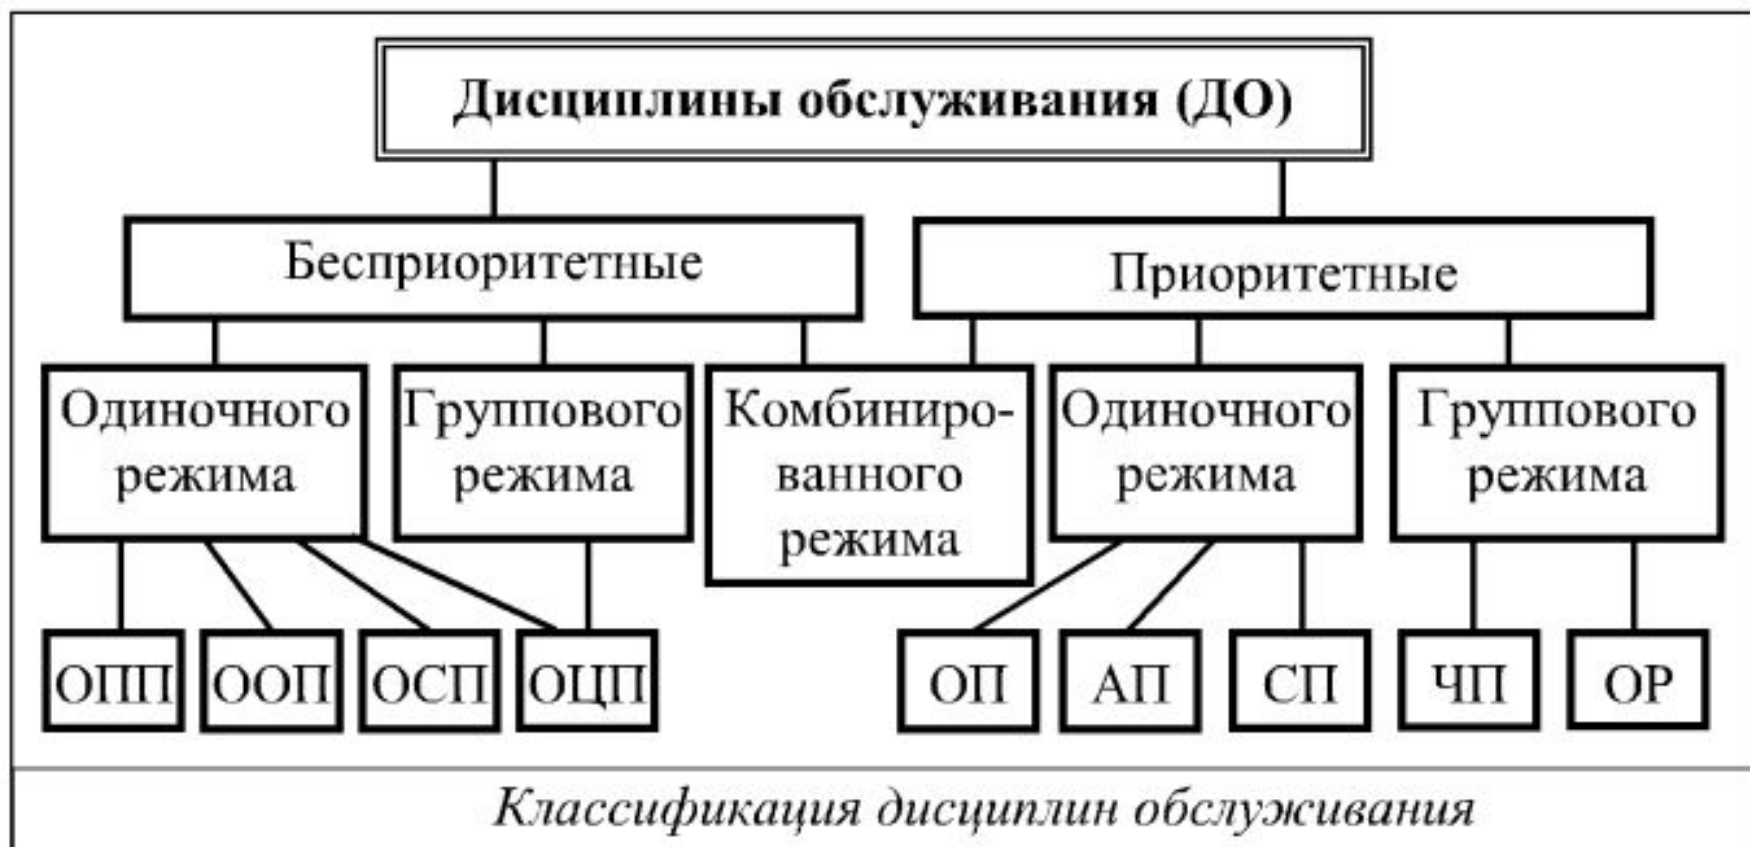 Дисциплины обслуживания (ДО)
Бесприоритетные
Приоритетные
Одиночного
режима
Группового
режима
Комбиниро-
ванного
режима
Одиночного
режима
Группового
режима
ОПП
ООП
ОСП
ОЦП
ОП
АП
СП
ЧП
ОР
Классификация дисциплин обслуживания